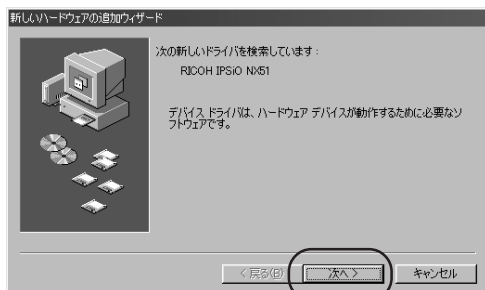 新しいハードウェアの追加ウィザード
次の新しいドライバを検索しています：
RICOH IPSiO NX51
デバイス ドライバは、ハードウェア デバイスが動作するために必要なソ
フトウェアです。
< 戻る(B)
次へ >
キャンセル